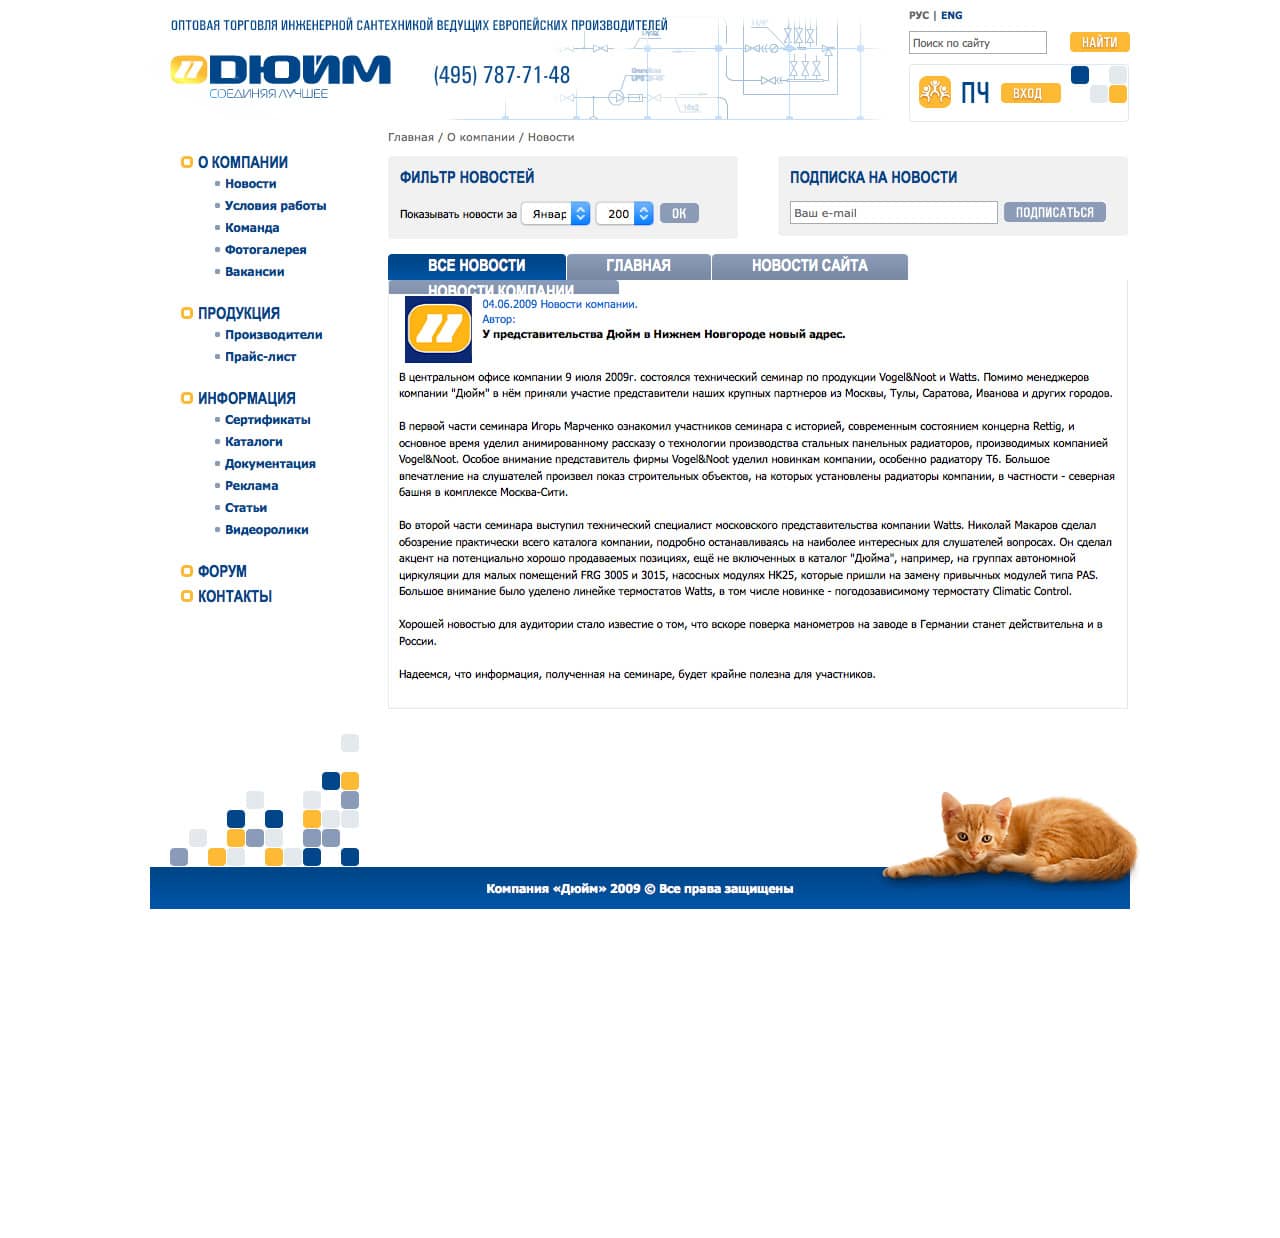 ОПТОВАЯ ТОРГОВЛЯ ИНЖЕНЕРНОЙ САНТЕХНИКОЙ ВЕДУЩИХ ЕВРОПЕЙСКИХ ПРОИЗВОДИТЕЛЕЙ
РУС | ENG
Поиск по сайту НАЙТИ
ДЮЙМ
СОЕДИНЯЯ ЛУЧШЕЕ
(495) 787-71-48
ПЧ ВХОД
Главная / О компании / Новости
О КОМПАНИИ
Новости
Условия работы
Команда
Фотогалерея
Вакансии
ПРОДУКЦИЯ
Производители
Прайс-лист
ИНФОРМАЦИЯ
Сертификаты
Каталоги
Документация
Реклама
Статьи
Видеоролики
ФОРУМ
КОНТАКТЫ
ФИЛЬТР НОВОСТЕЙ
Показывать новости за Январ 200 ОК
ПОДПИСКА НА НОВОСТИ
Ваш e-mail ПОДПИСАТЬСЯ
ВСЕ НОВОСТИ ГЛАВНАЯ НОВОСТИ САЙТА
НОВОСТИ КОМПАНИИ
04.06.2009 Новости компании.
Автор:
У представительства Дюйм в Нижнем Новгороде новый адрес.
В центральном офисе компании 9 июля 2009г. состоялся технический семинар по продукции Vogel&Noot и Watts. Помимо менеджеров
компании "Дюйм" в нём приняли участие представители наших крупных партнеров из Москвы, Тулы, Саратова, Иванова и других городов.
В первой части семинара Игорь Марченко ознакомил участников семинара с историей, современным состоянием концерна Rettig, и
основное время уделил анимированному рассказу о технологии производства стальных панельных радиаторов, производимых компанией
Vogel&Noot. Особое внимание представитель фирмы Vogel&Noot уделил новинкам компании, особенно радиатору Т6. Большое
впечатление на слушателей произвел показ строительных объектов, на которых установлены радиаторы компании, в частности - северная
башня в комплексе Москва-Сити.
Во второй части семинара выступил технический специалист московского представительства компании Watts. Николай Макаров сделал
обозрение практически всего каталога компании, подробно останавливаясь на наиболее интересных для слушателей вопросах. Он сделал
акцент на потенциально хорошо продаваемых позициях, ещё не включенных в каталог "Дюйма", например, на группах автономной
циркуляции для малых помещений FRG 3005 и 3015, насосных модулях НК25, которые пришли на замену привычных модулей типа PAS.
Большое внимание было уделено линейке термостатов Watts, в том числе новинке - погодозависимому термостату Climatic Control.
Хорошей новостью для аудитории стало известие о том, что вскоре поверка манометров на заводе в Германии станет действительна и в
России.
Надеемся, что информация, полученная на семинаре, будет крайне полезна для участников.
Компания «Дюйм» 2009 © Все права защищены